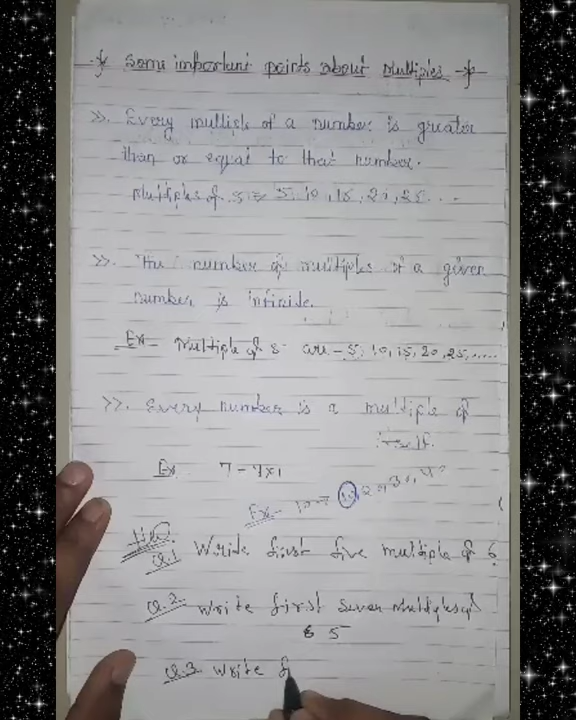 Some important points about Multiples
>> Every multiple of a number is greater
than or equal to that number.
Multiples of 5 = 5, 10, 15, 20, 25...
>> The number of multiples of a given
number is infinite.
Ex- Multiple of 5 are - 5, 10, 15, 20, 25,.....
>> Every number is a multiple of
itself.
Ex 7 = 7x1
Ex- 10 =
H.W.
Q.1 Write first five multiple of 6
Q.2 Write first seven multiples of
5
Q.3 Write fi